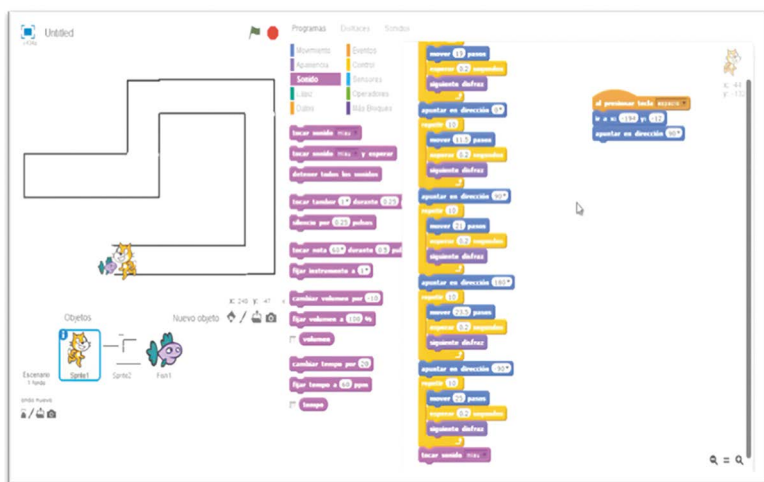 Untitled
Programas Disfraces Sonidos
Movimiento Eventos
Apariencia Control
Sonido Sensores
Lápiz Operadores
Datos Más Bloques
tocar sonido miau
tocar sonido miau y esperar
detener todos los sonidos
tocar tambor 1 durante 0.25
silencio por 0.25 pulsos
tocar nota 60 durante 0.5 pul
fijar instrumento a 1
cambiar volumen por -10
fijar volumen a 100 %
volumen
cambiar tempo por 20
fijar tempo a 60 ppm
tempo
mover pasos
esperar 0.2 segundos
siguiente disfraz
apuntar en dirección 0
repetir 10
mover 11.5 pasos
esperar 0.2 segundos
siguiente disfraz
apuntar en dirección 90
repetir 10
mover 21 pasos
esperar 0.2 segundos
siguiente disfraz
apuntar en dirección 180
repetir 10
mover 23.5 pasos
esperar 0.2 segundos
siguiente disfraz
apuntar en dirección -90
repetir 10
mover 25 pasos
esperar 0.2 segundos
siguiente disfraz
tocar sonido miau
al presionar tecla espacio
ir a x: -194 y: -12
apuntar en dirección 90
x: -44
y: -132
x: 240 y: -47
Objetos Nuevo objeto
Escenario
1 fondo
Sprite1 Sprite2 Fish1